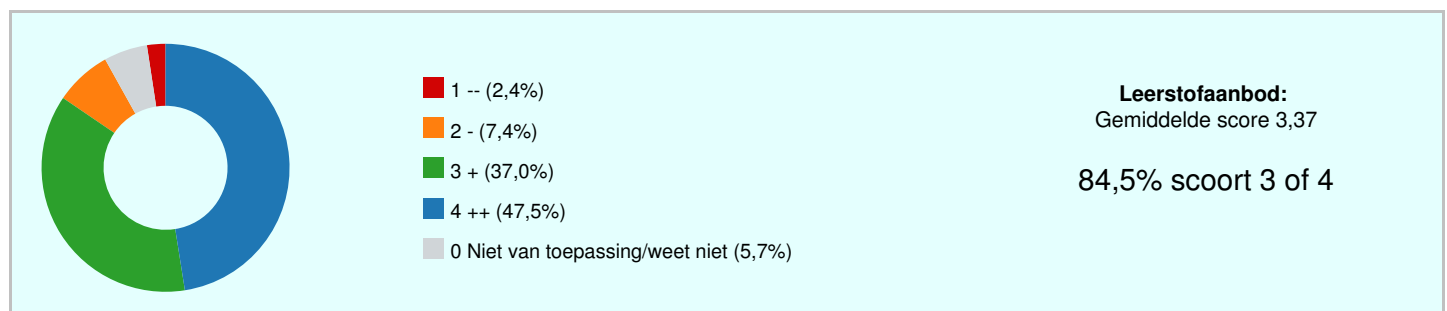 1 -- (2,4%)
2 - (7,4%)
3 + (37,0%)
4 ++ (47,5%)
0 Niet van toepassing/weet niet (5,7%)
Leerstofaanbod:
Gemiddelde score 3,37
84,5% scoort 3 of 4